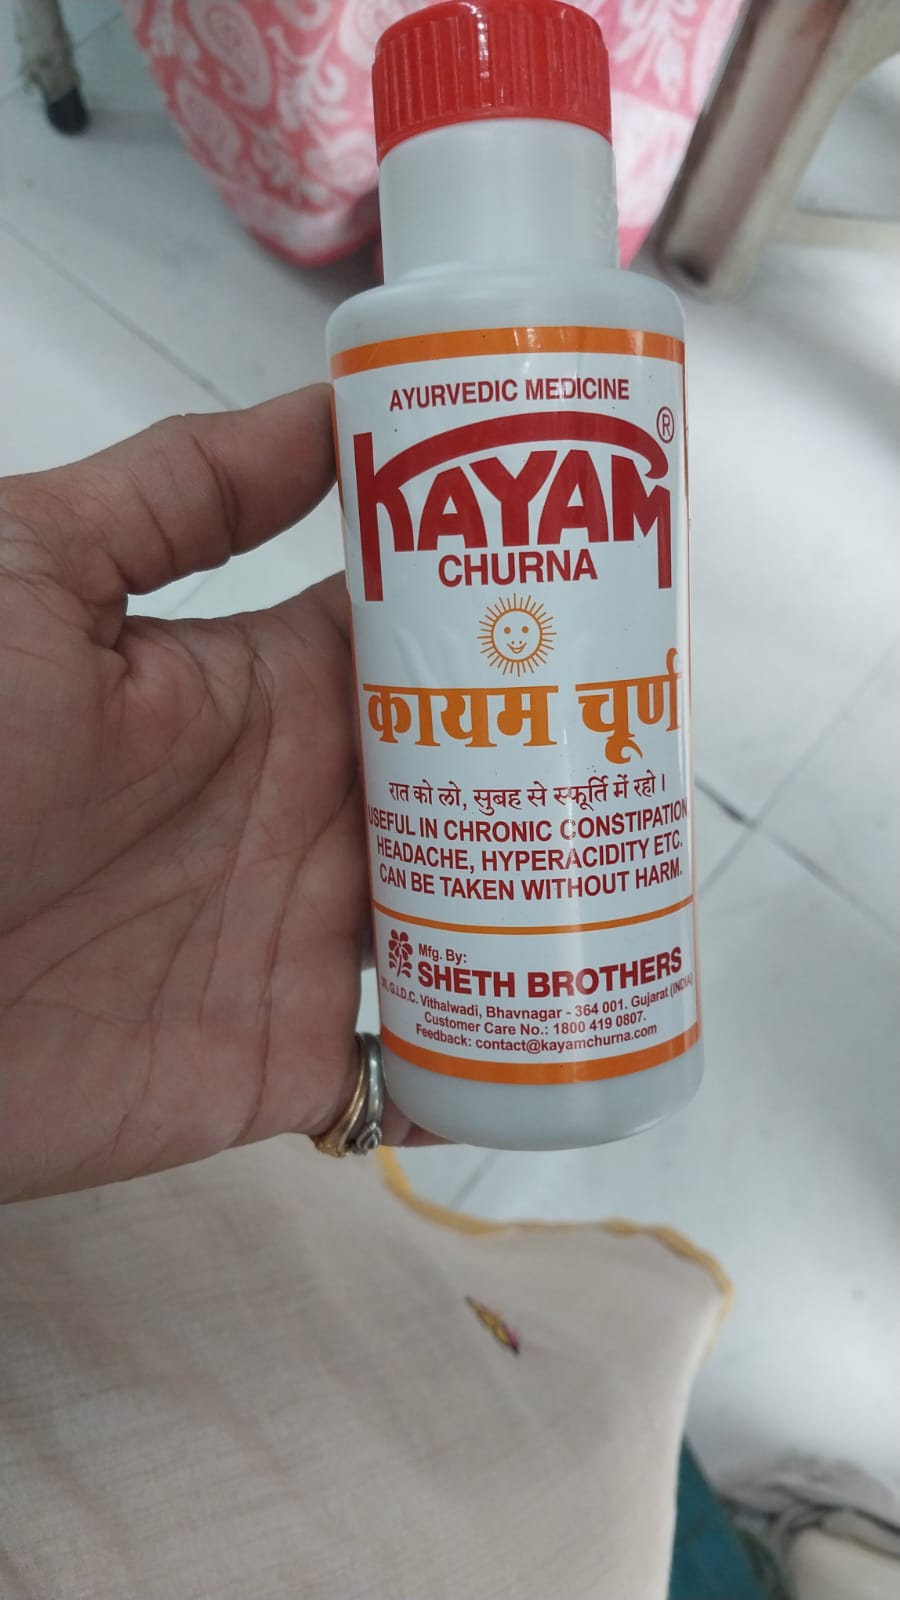 AYURVEDIC MEDICINE
KAYAM®
CHURNA
कायम चूर्ण
रात को लो, सुबह से स्फूर्ति में रहो।
USEFUL IN CHRONIC CONSTIPATION
HEADACHE, HYPERACIDITY ETC.
CAN BE TAKEN WITHOUT HARM.
Mfg. By:
SHETH BROTHERS
G.I.D.C. Vithalwadi, Bhavnagar - 364 001. Gujarat (INDIA)
Customer Care No.: 1800 419 0807.
Feedback: contact@kayamchurna.com